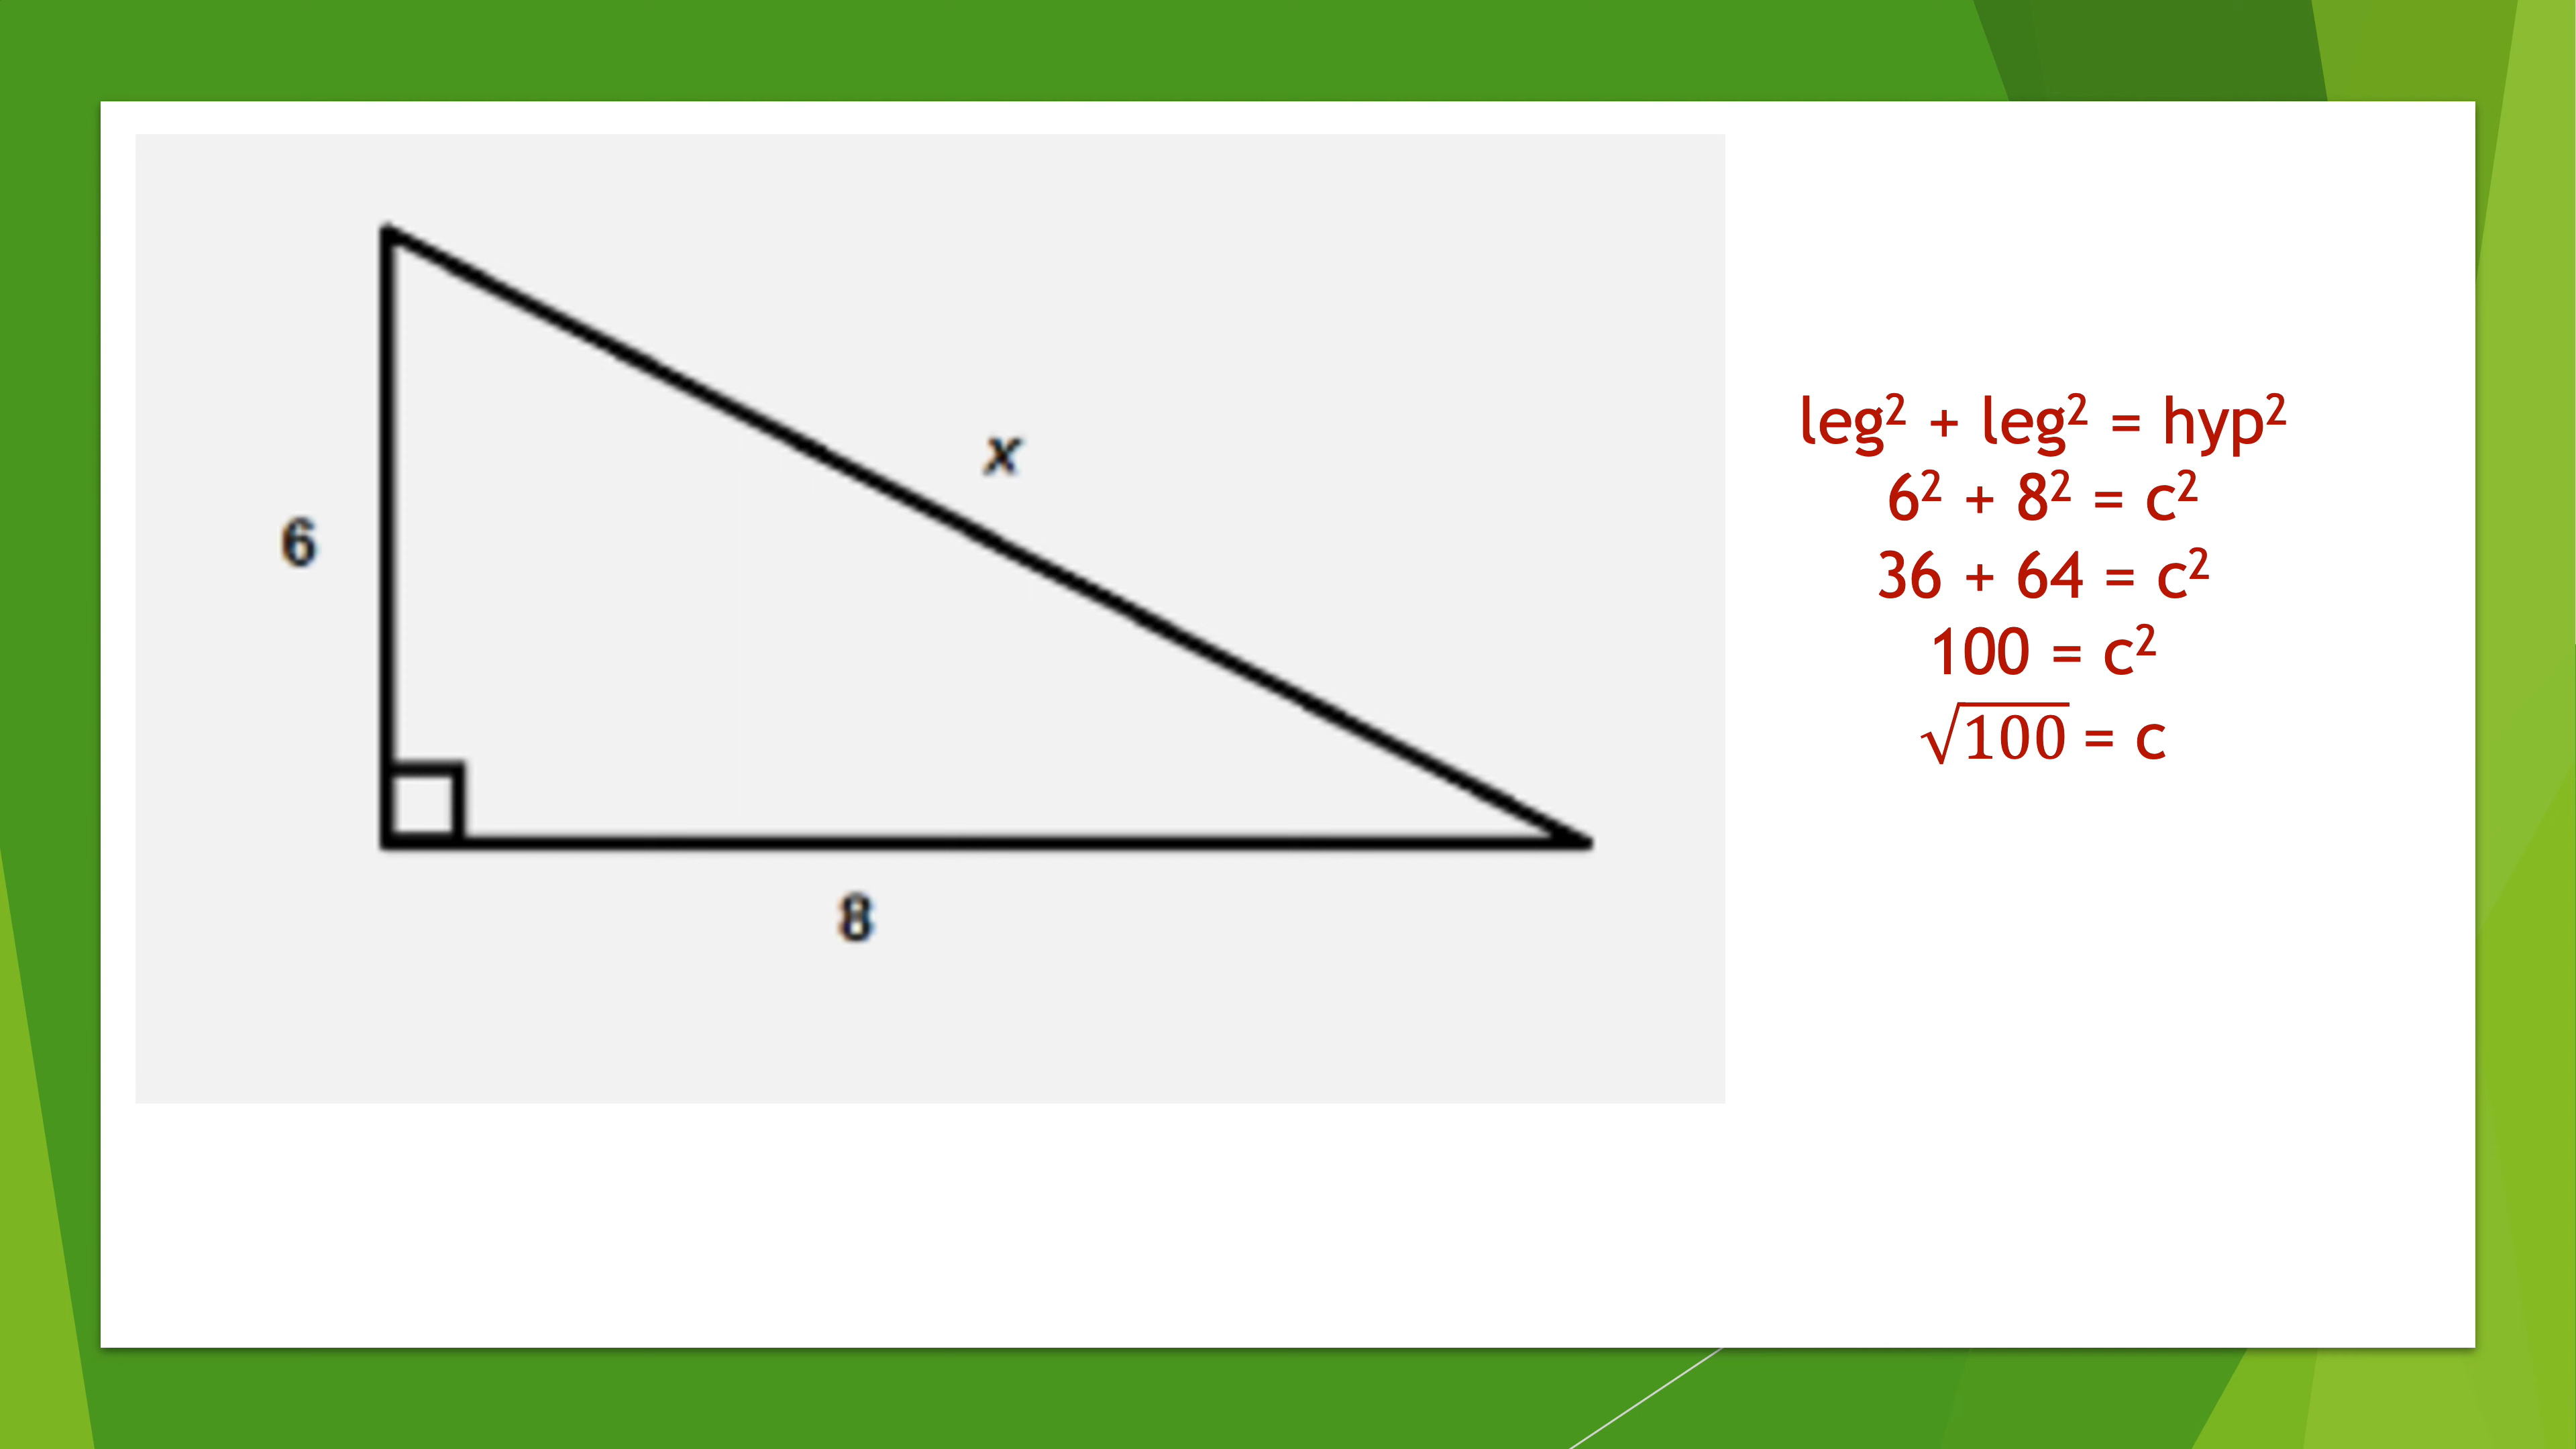 x
6
8
leg² + leg² = hyp²
6² + 8² = c²
36 + 64 = c²
100 = c²
√100 = c